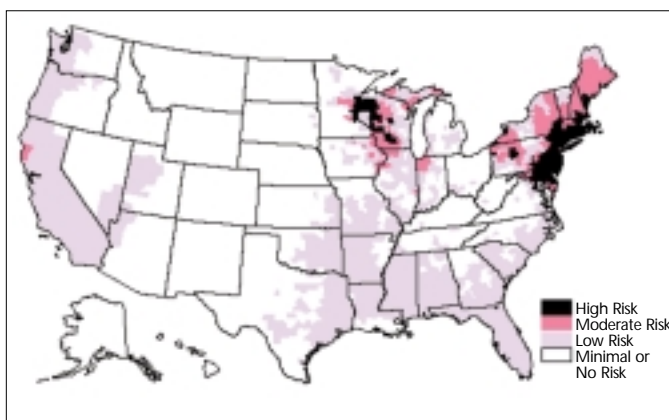 High Risk
Moderate Risk
Low Risk
Minimal or
No Risk